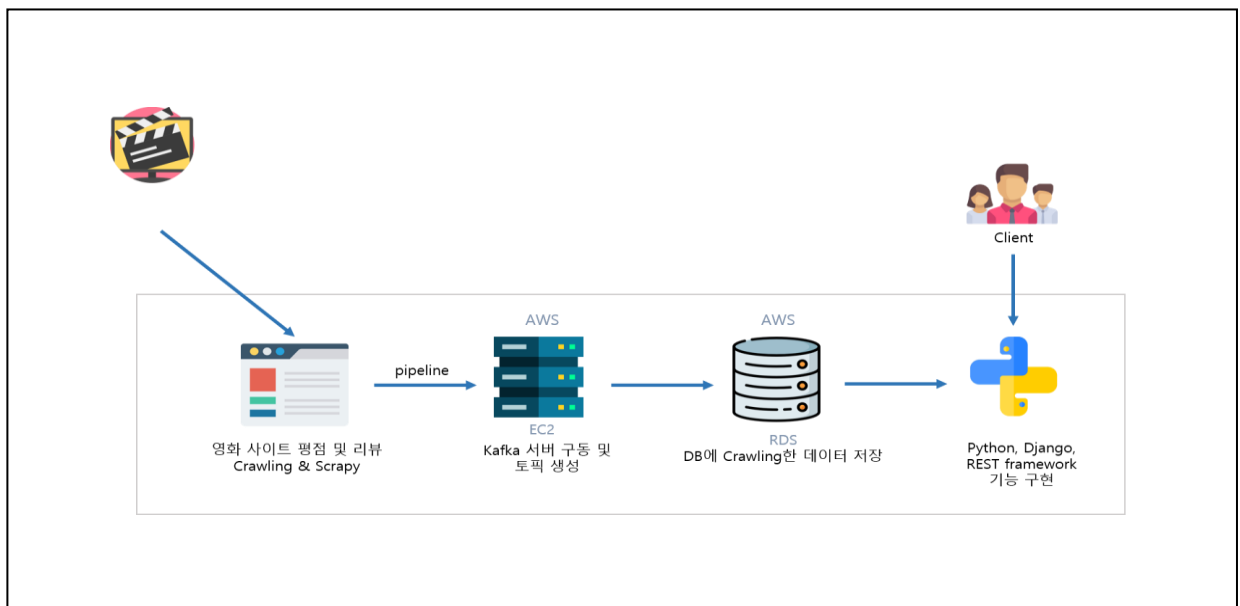 Client
AWS
AWS
pipeline
EC2
RDS
영화 사이트 평점 및 리뷰
Crawling & Scrapy
Kafka 서버 구동 및
토픽 생성
DB에 Crawling한 데이터 저장
Python, Django,
REST framework
기능 구현